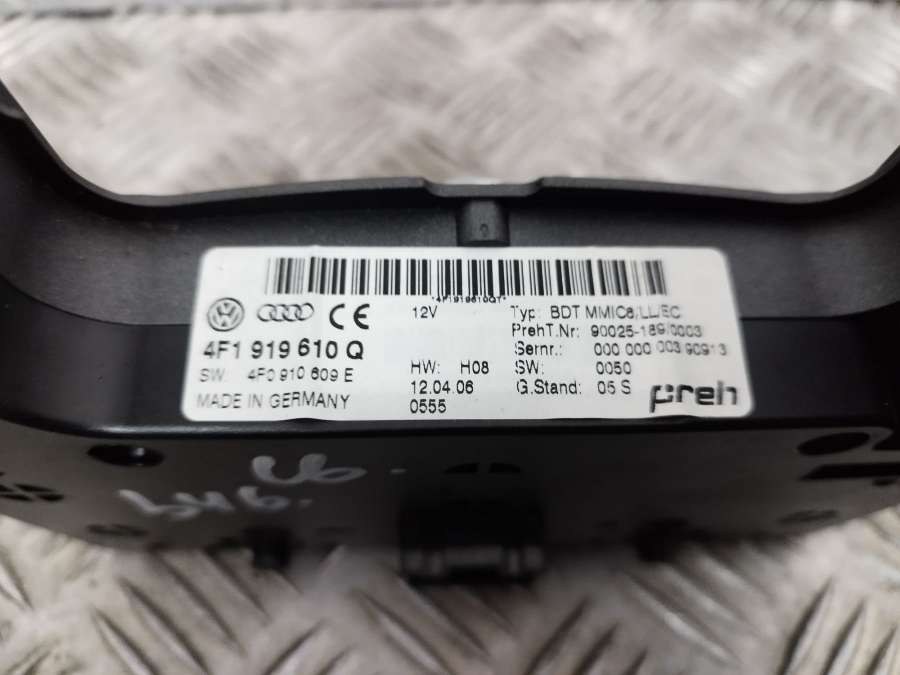 *4F1919610QT*
CE 12V Typ: BDT MMIC6/LL/EC
PrehT.Nr: 90025-189/0003
4F1 919 610 Q Sernr.: 000 000 003 90913
SW: 4F0 910 609 E HW: H08 SW: 0050
12.04.06 G.Stand: 05 S
MADE IN GERMANY 0555 preh
C6